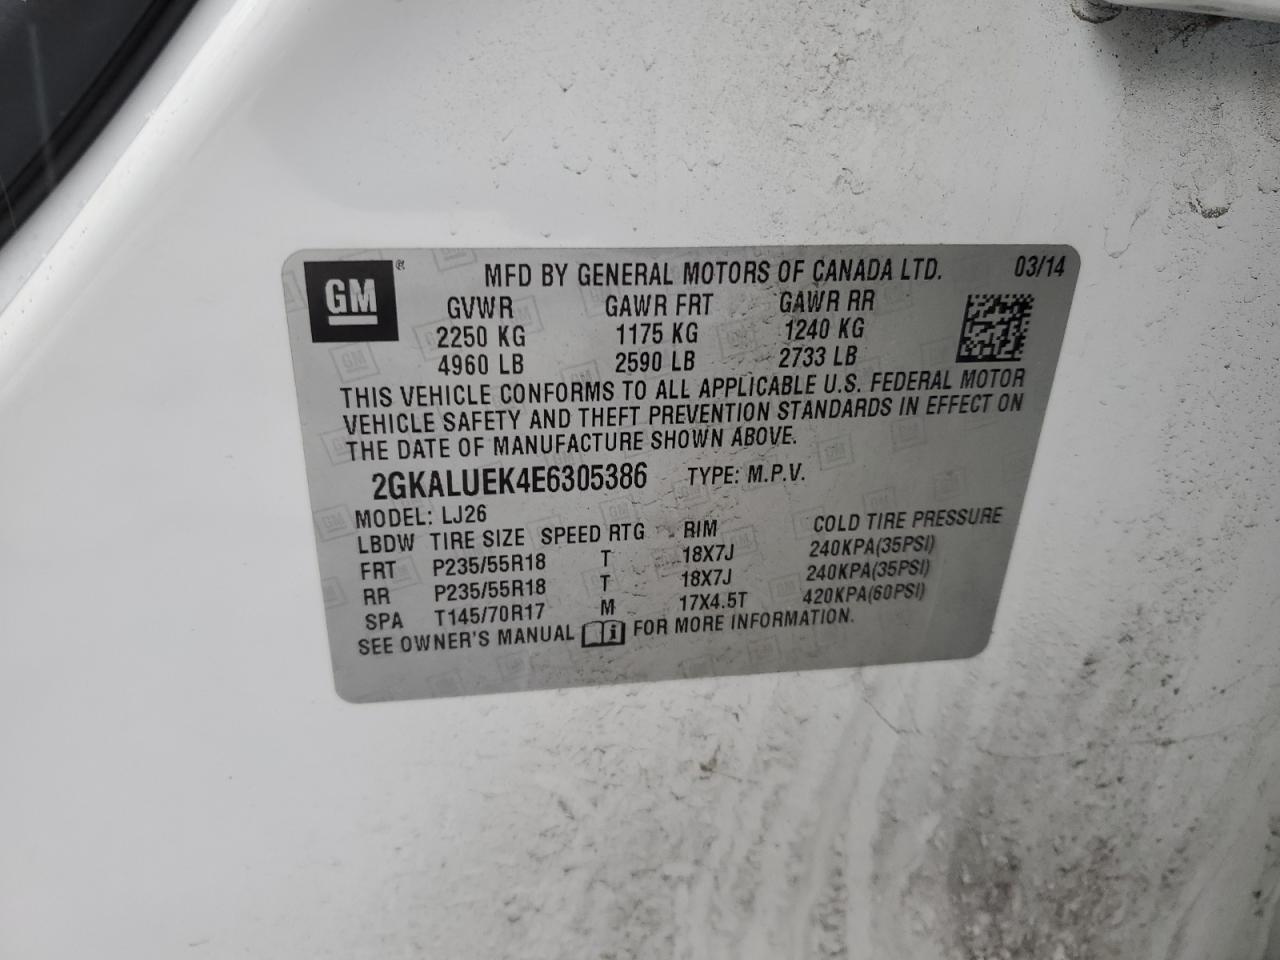 GM ® MFD BY GENERAL MOTORS OF CANADA LTD. 03/14
GVWR GAWR FRT GAWR RR
2250 KG 1175 KG 1240 KG
4960 LB 2590 LB 2733 LB
THIS VEHICLE CONFORMS TO ALL APPLICABLE U.S. FEDERAL MOTOR
VEHICLE SAFETY AND THEFT PREVENTION STANDARDS IN EFFECT ON
THE DATE OF MANUFACTURE SHOWN ABOVE.
2GKALUEK4E6305386 TYPE: M.P.V.
MODEL: LJ26
LBDW TIRE SIZE SPEED RTG RIM COLD TIRE PRESSURE
FRT P235/55R18 T 18X7J 240KPA(35PSI)
RR P235/55R18 T 18X7J 240KPA(35PSI)
SPA T145/70R17 M 17X4.5T 420KPA(60PSI)
SEE OWNER'S MANUAL FOR MORE INFORMATION.